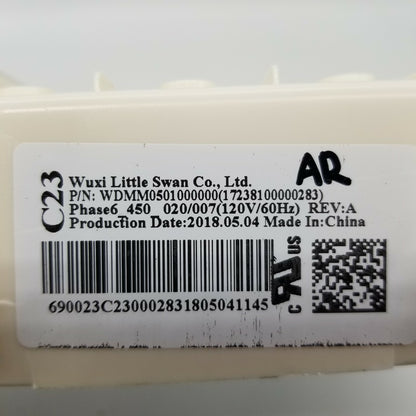 C23
AR
Wuxi Little Swan Co., Ltd.
P/N: WDMM0501000000(17238100000283)
Phase6_450 020/007(120V/60Hz) REV:A
Production Date:2018.05.04 Made In:China
690023C230002831805041145
C US